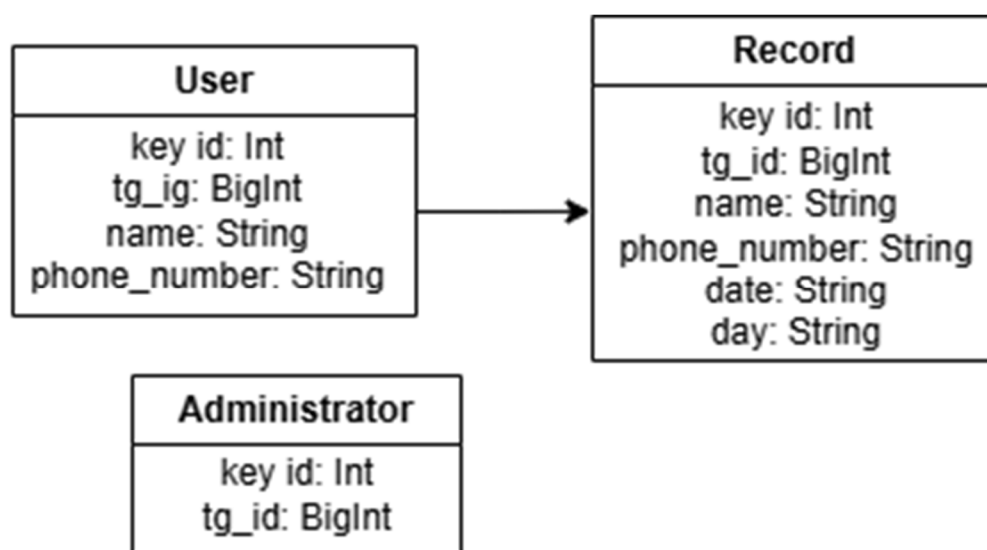 User
key id: Int
tg_ig: BigInt
name: String
phone_number: String
Record
key id: Int
tg_id: BigInt
name: String
phone_number: String
date: String
day: String
Administrator
key id: Int
tg_id: BigInt